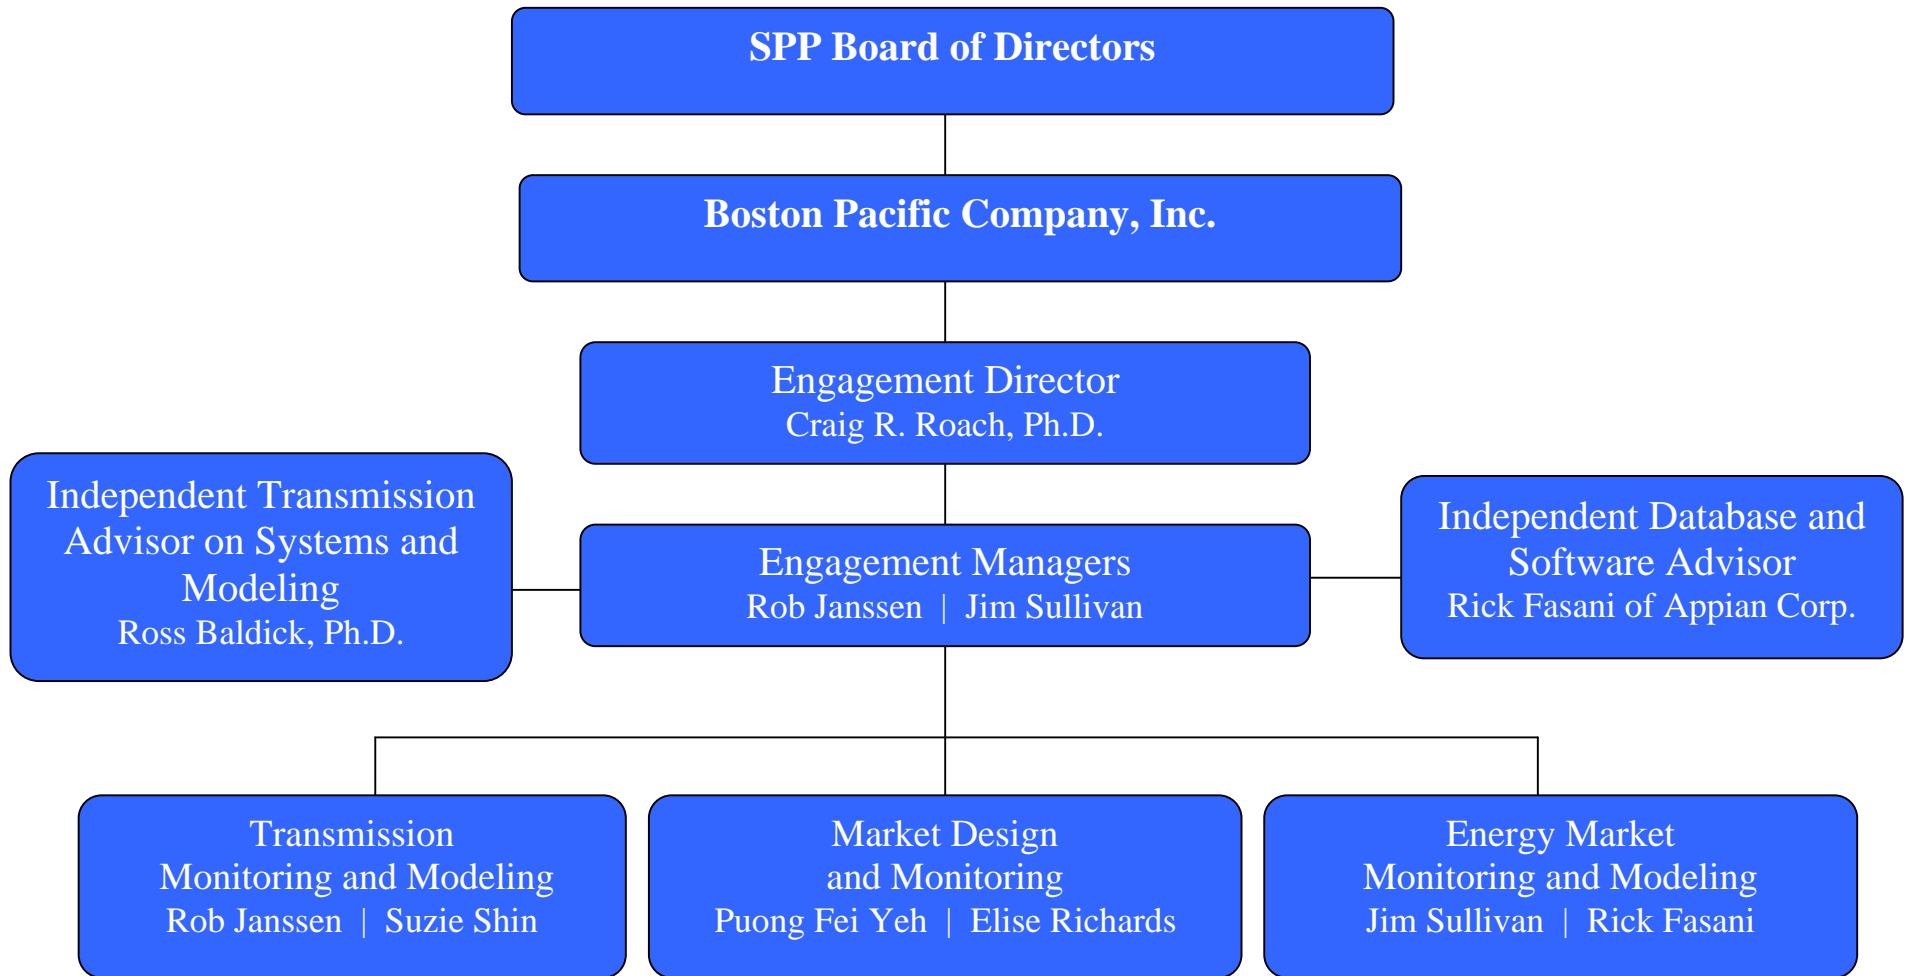 SPP Board of Directors
Boston Pacific Company, Inc.
Engagement Director
Craig R. Roach, Ph.D.
Independent Transmission
Advisor on Systems and
Modeling
Ross Baldick, Ph.D.
Engagement Managers
Rob Janssen | Jim Sullivan
Independent Database and
Software Advisor
Rick Fasani of Appian Corp.
Transmission
Monitoring and Modeling
Rob Janssen | Suzie Shin
Market Design
and Monitoring
Puong Fei Yeh | Elise Richards
Energy Market
Monitoring and Modeling
Jim Sullivan | Rick Fasani